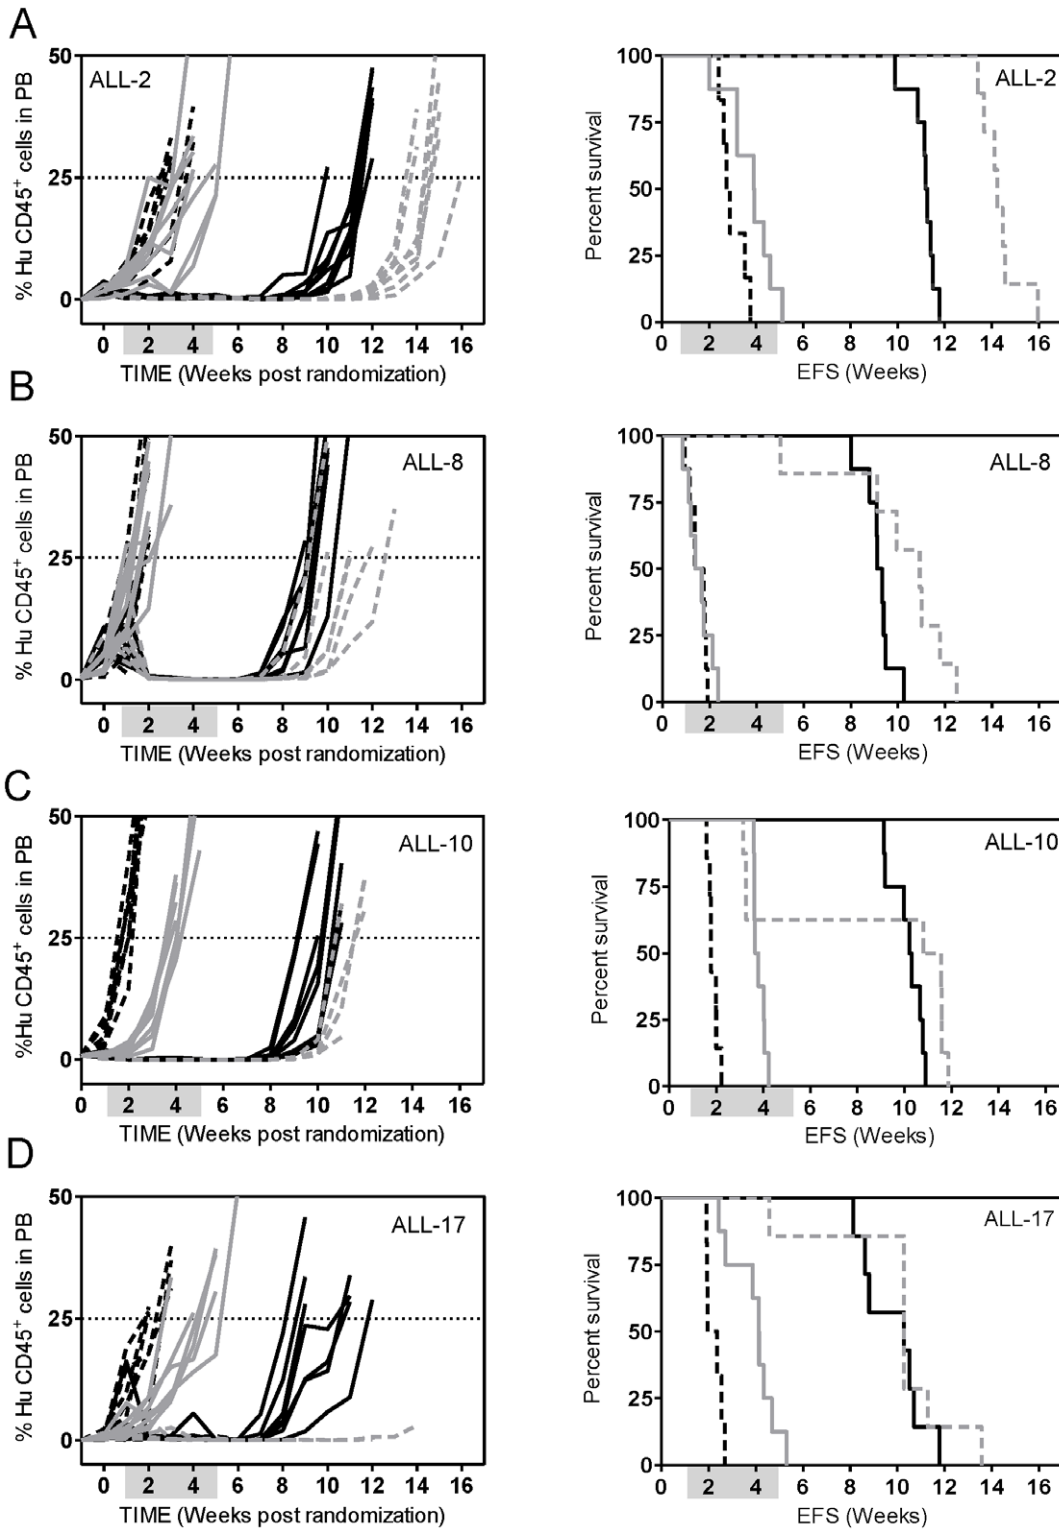 A
% Hu CD45+ cells in PB
50
25
0
ALL-2
0 2 4 6 8 10 12 14 16
TIME (Weeks post randomization)
Percent survival
100
75
50
25
0
ALL-2
0 2 4 6 8 10 12 14 16
EFS (Weeks)
B
% Hu CD45+ cells in PB
50
25
0
ALL-8
0 2 4 6 8 10 12 14 16
TIME (Weeks post randomization)
Percent survival
100
75
50
25
0
ALL-8
0 2 4 6 8 10 12 14 16
EFS (Weeks)
C
%Hu CD45+ cells in PB
50
25
0
ALL-10
0 2 4 6 8 10 12 14 16
TIME (Weeks post randomization)
Percent survival
100
75
50
25
0
ALL-10
0 2 4 6 8 10 12 14 16
EFS (Weeks)
D
% Hu CD45+ cells in PB
50
25
0
ALL-17
0 2 4 6 8 10 12 14 16
TIME (Weeks post randomization)
Percent survival
100
75
50
25
0
ALL-17
0 2 4 6 8 10 12 14 16
EFS (Weeks)